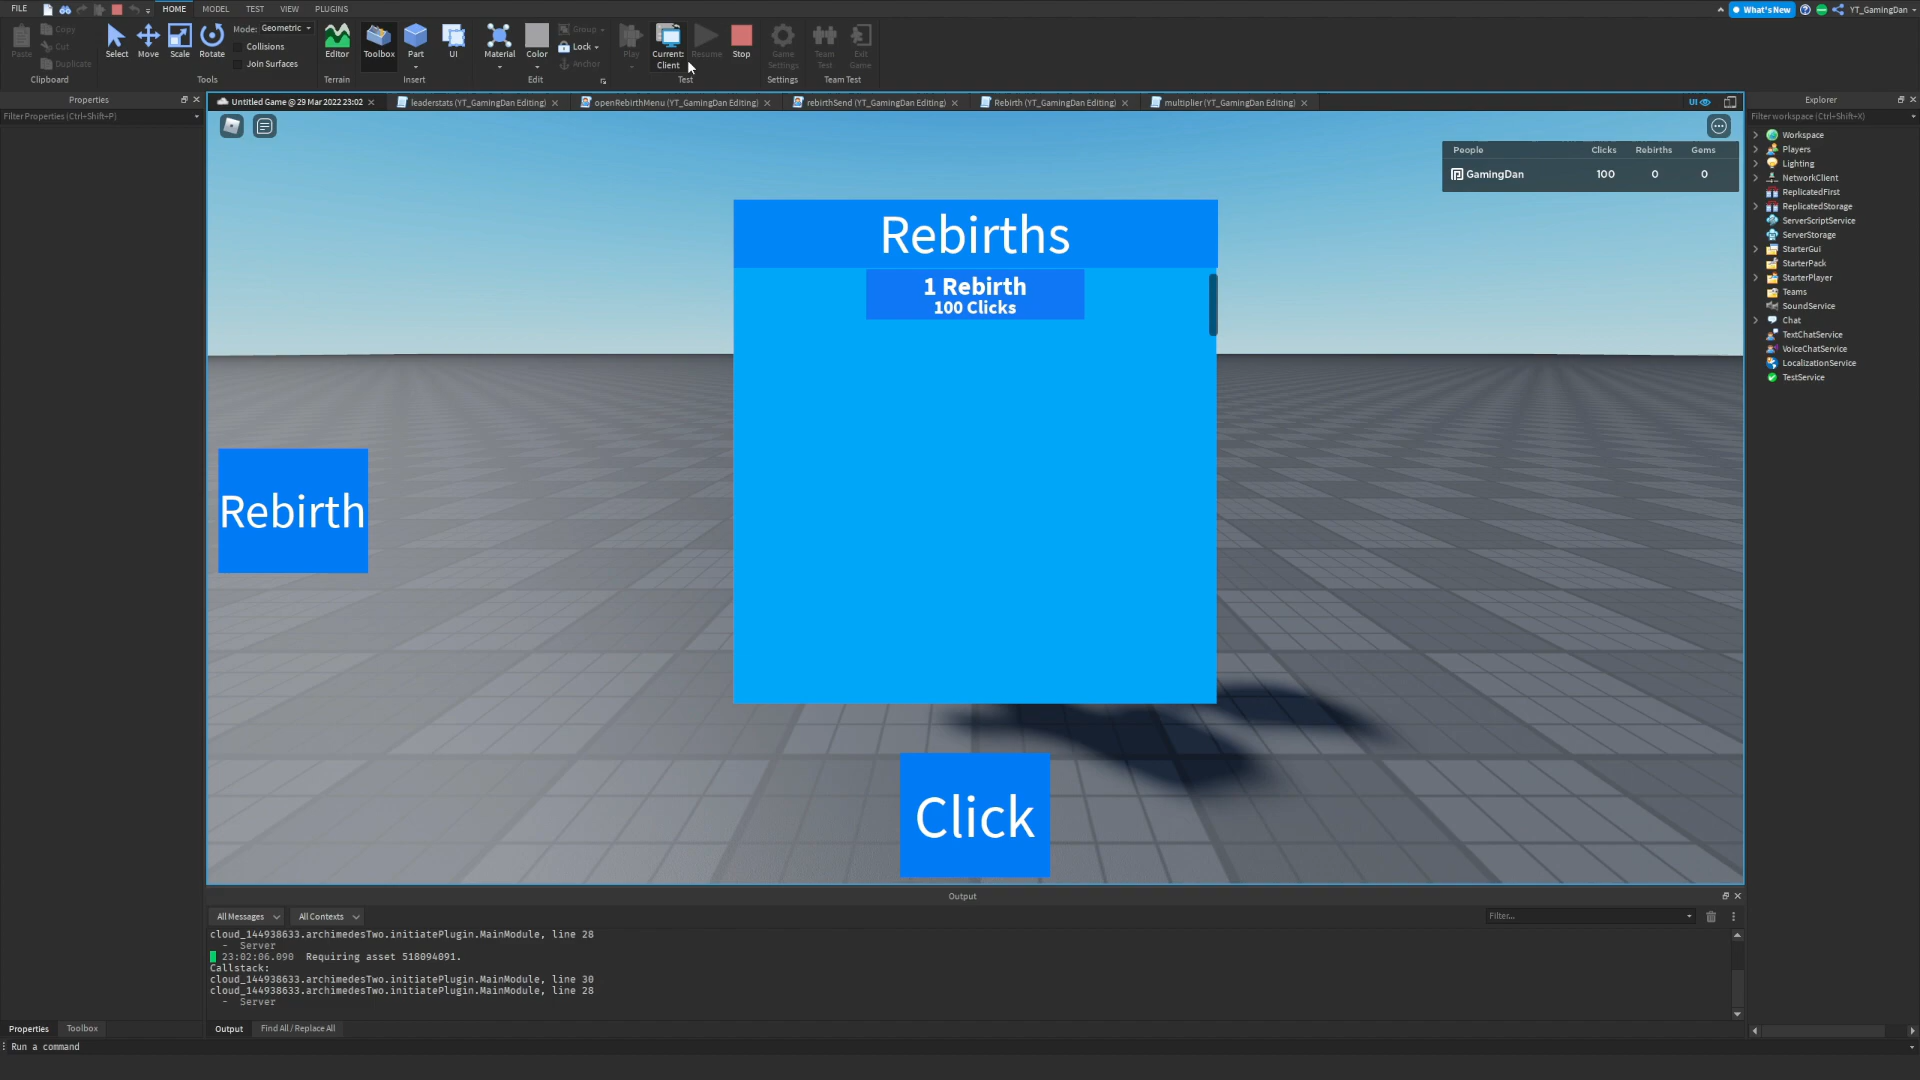 FILE
HOME
MODEL
TEST
VIEW
PLUGINS
What's New
YT_GamingDan
Paste
Copy
Cut
Duplicate
Clipboard
Select
Move
Scale
Rotate
Mode: Geometric
Collisions
Join Surfaces
Tools
Editor
Terrain
Toolbox
Part
UI
Insert
Material
Color
Group
Lock
Anchor
Edit
Play
Current:
Client
Resume
Stop
Test
Game
Settings
Settings
Team
Test
Exit
Game
Team Test
Properties
Filter Properties (Ctrl+Shift+P)
Untitled Game @ 29 Mar 2022 23:02
leaderstats (YT_GamingDan Editing)
openRebirthMenu (YT_GamingDan Editing)
rebirthSend (YT_GamingDan Editing)
Rebirth (YT_GamingDan Editing)
multiplier (YT_GamingDan Editing)
UI
People Clicks Rebirths Gems
GamingDan 100 0 0
Rebirths
1 Rebirth
100 Clicks
Rebirth
Click
Explorer
Filter workspace (Ctrl+Shift+X)
Workspace
Players
Lighting
NetworkClient
ReplicatedFirst
ReplicatedStorage
ServerScriptService
ServerStorage
StarterGui
StarterPack
StarterPlayer
Teams
SoundService
Chat
TextChatService
VoiceChatService
LocalizationService
TestService
Output
All Messages
All Contexts
Filter...
cloud_144938633.archimedesTwo.initiatePlugin.MainModule, line 28
- Server
23:02:06.090 Requiring asset 518094091.
Callstack:
cloud_144938633.archimedesTwo.initiatePlugin.MainModule, line 30
cloud_144938633.archimedesTwo.initiatePlugin.MainModule, line 28
- Server
Properties
Toolbox
Output
Find All / Replace All
Run a command